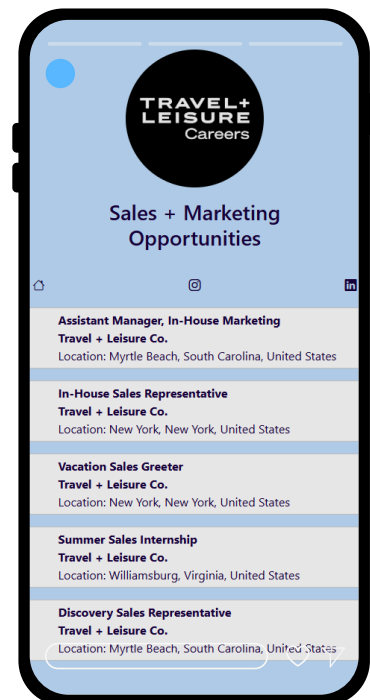 TRAVEL+
LEISURE
Careers
Sales + Marketing
Opportunities
Assistant Manager, In-House Marketing
Travel + Leisure Co.
Location: Myrtle Beach, South Carolina, United States
In-House Sales Representative
Travel + Leisure Co.
Location: New York, New York, United States
Vacation Sales Greeter
Travel + Leisure Co.
Location: New York, New York, United States
Summer Sales Internship
Travel + Leisure Co.
Location: Williamsburg, Virginia, United States
Discovery Sales Representative
Travel + Leisure Co.
Location: Myrtle Beach, South Carolina, United States